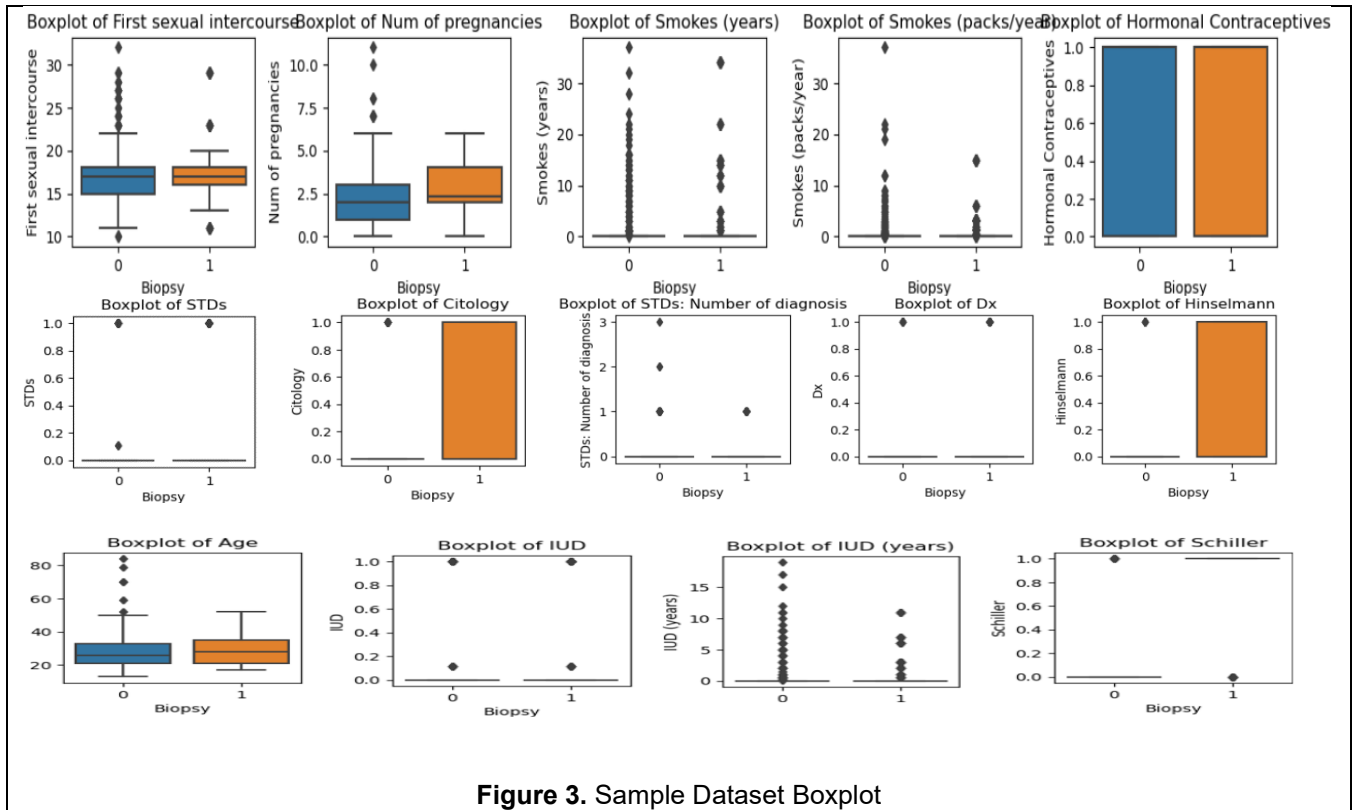 Boxplot of First sexual intercourse
Boxplot of Num of pregnancies
Boxplot of Smokes (years)
Boxplot of Smokes (packs/year)
Boxplot of Hormonal Contraceptives
First sexual intercourse
30
25
20
15
10
0 1
Biopsy
Num of pregnancies
10.0
7.5
5.0
2.5
0.0
0 1
Biopsy
Smokes (years)
30
20
10
0
0 1
Biopsy
Smokes (packs/year)
30
20
10
0
0 1
Biopsy
Hormonal Contraceptives
1.0
0.8
0.6
0.4
0.2
0.0
0 1
Biopsy
Boxplot of STDs
STDs
1.0
0.8
0.6
0.4
0.2
0.0
0 1
Biopsy
Boxplot of Citology
Citology
1.0
0.8
0.6
0.4
0.2
0.0
0 1
Biopsy
Boxplot of STDs: Number of diagnosis
STDs: Number of diagnosis
3
2
1
0
0 1
Biopsy
Boxplot of Dx
Dx
1.0
0.8
0.6
0.4
0.2
0.0
0 1
Biopsy
Boxplot of Hinselmann
Hinselmann
1.0
0.8
0.6
0.4
0.2
0.0
0 1
Biopsy
Boxplot of Age
80
60
40
20
0 1
Biopsy
Boxplot of IUD
IUD
1.0
0.8
0.6
0.4
0.2
0.0
0 1
Biopsy
Boxplot of IUD (years)
IUD (years)
15
10
5
0
0 1
Biopsy
Boxplot of Schiller
Schiller
1.0
0.8
0.6
0.4
0.2
0.0
0 1
Biopsy
Figure 3. Sample Dataset Boxplot